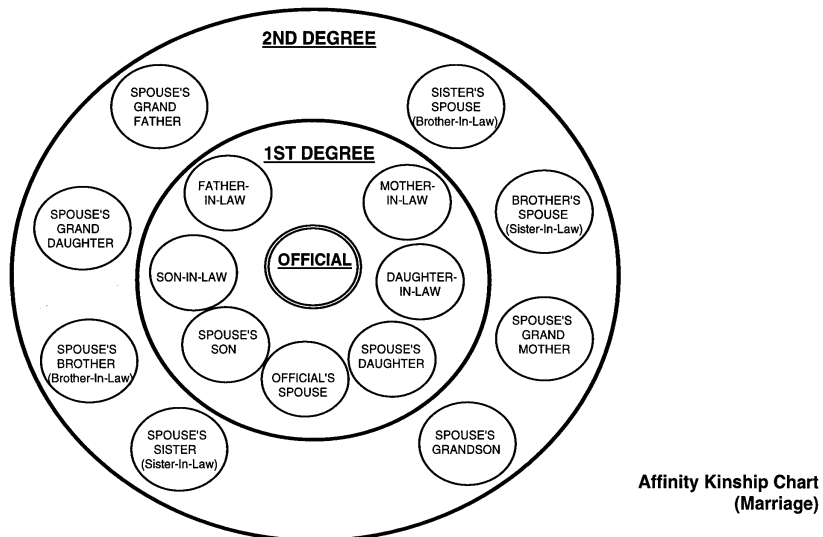 2ND DEGREE
SPOUSE'S
GRAND
FATHER
SISTER'S
SPOUSE
(Brother-In-Law)
1ST DEGREE
FATHER-
IN-LAW
MOTHER-
IN-LAW
SPOUSE'S
GRAND
DAUGHTER
BROTHER'S
SPOUSE
(Sister-In-Law)
OFFICIAL
SON-IN-LAW
DAUGHTER-
IN-LAW
SPOUSE'S
SON
SPOUSE'S
DAUGHTER
OFFICIAL'S
SPOUSE
SPOUSE'S
BROTHER
(Brother-In-Law)
SPOUSE'S
GRAND
MOTHER
SPOUSE'S
SISTER
(Sister-In-Law)
SPOUSE'S
GRANDSON
Affinity Kinship Chart
(Marriage)